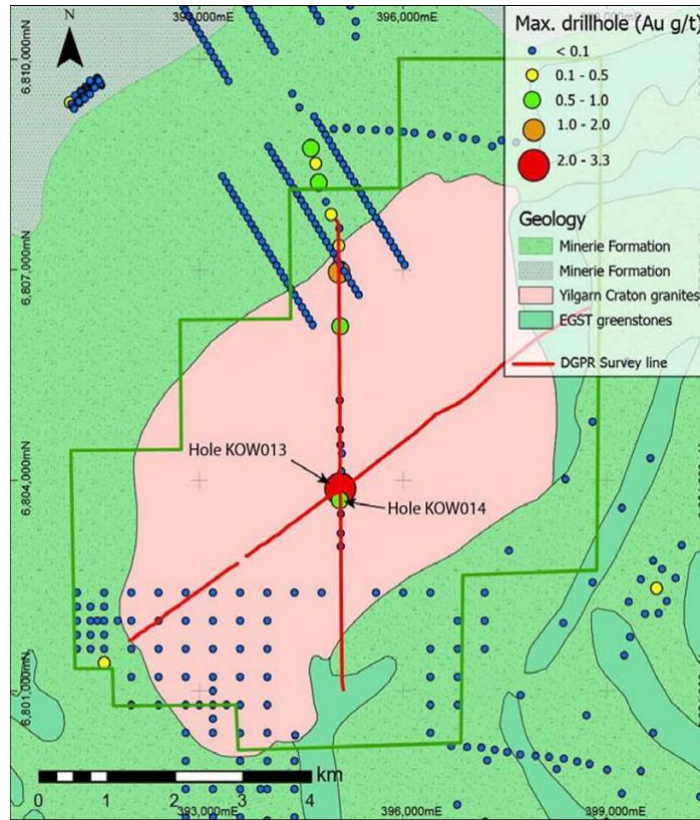 393,000mE
396,000mE
N
6,810,000mN
6,807,000mN
6,804,000mN
6,801,000mN
Max. drillhole (Au g/t)
< 0.1
0.1 - 0.5
0.5 - 1.0
1.0 - 2.0
2.0 - 3.3
Geology
Minerie Formation
Minerie Formation
Yilgarn Craton granites
EGST greenstones
DGPR Survey line
Hole KOW013
Hole KOW014
km
0
1
2
3
4
393,000mE
396,000mE
399,000mE